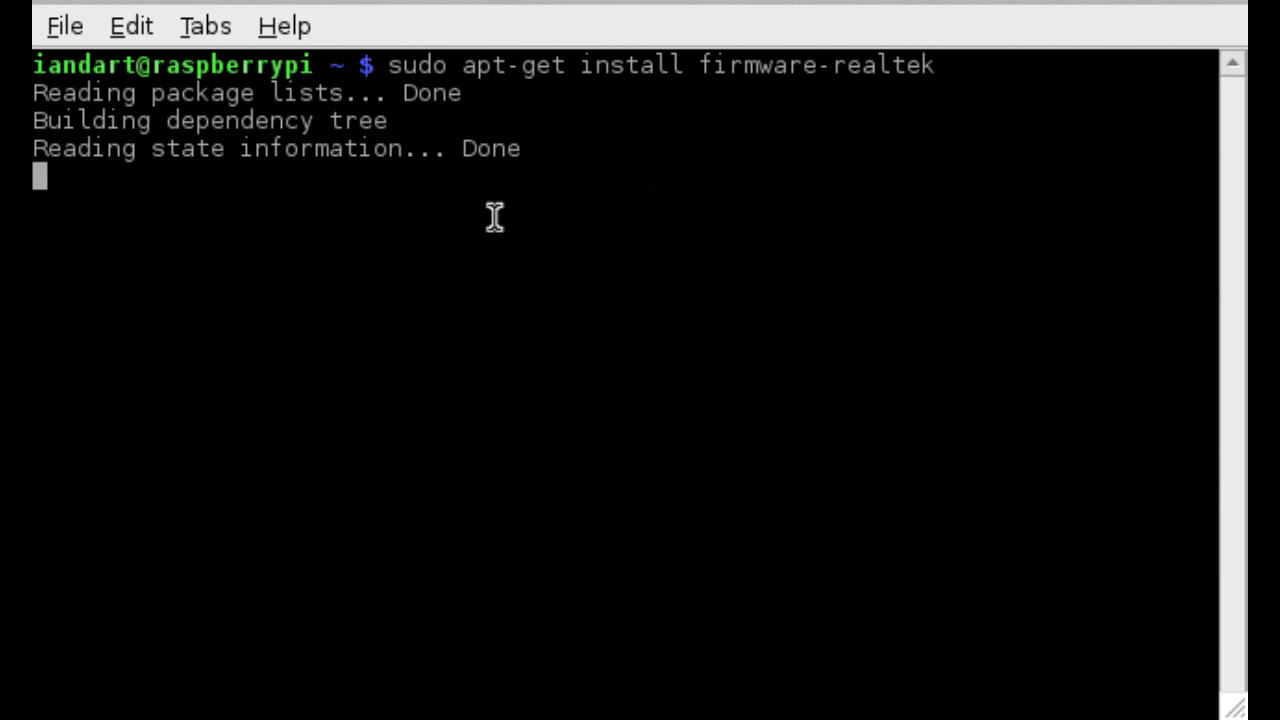 File Edit Tabs Help
iandart@raspberrypi ~ $ sudo apt-get install firmware-realtek
Reading package lists... Done
Building dependency tree
Reading state information... Done